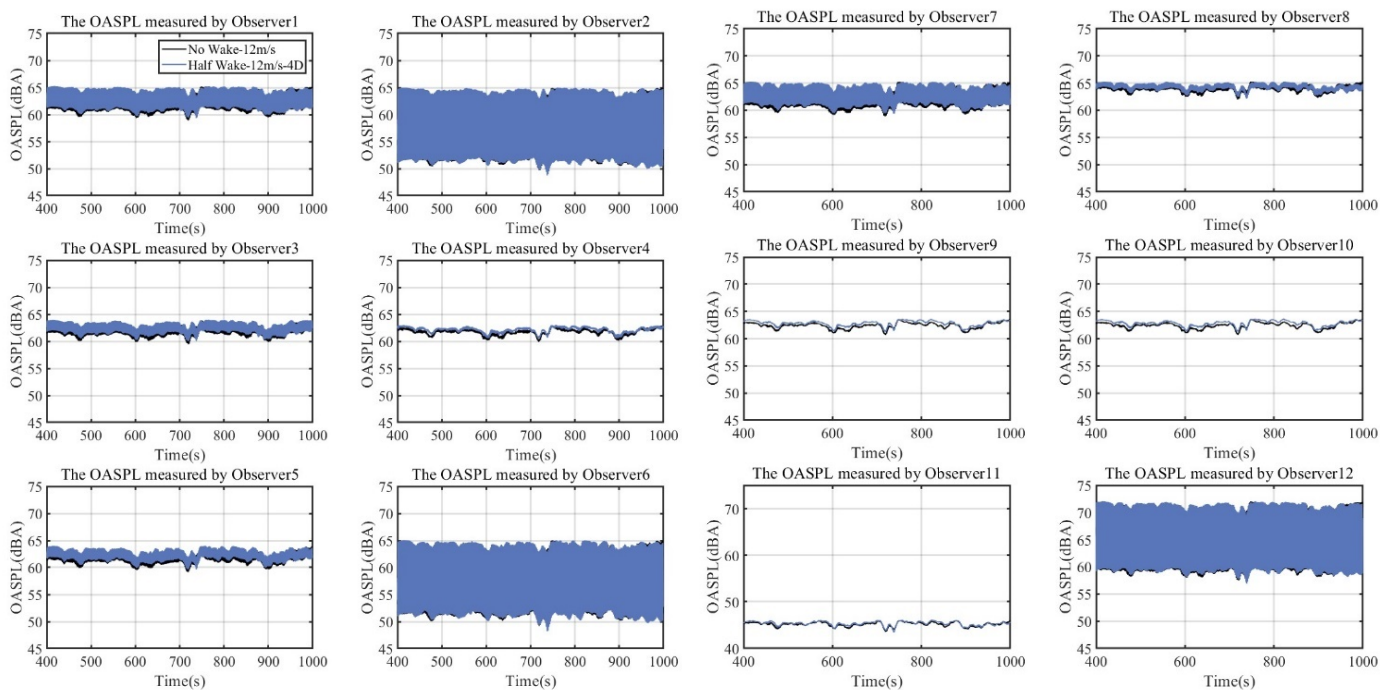 The OASPL measured by Observer1
OASPL(dBA)
75
70
65
60
55
50
45
No Wake-12m/s
Half Wake-12m/s-4D
400 500 600 700 800 900 1000
Time(s)
The OASPL measured by Observer2
OASPL(dBA)
75
70
65
60
55
50
45
400 500 600 700 800 900 1000
Time(s)
The OASPL measured by Observer7
OASPL(dBA)
75
70
65
60
55
50
45
400 600 800 1000
Time(s)
The OASPL measured by Observer8
OASPL(dBA)
75
70
65
60
55
50
45
400 600 800 1000
Time(s)
The OASPL measured by Observer3
OASPL(dBA)
75
70
65
60
55
50
45
400 500 600 700 800 900 1000
Time(s)
The OASPL measured by Observer4
OASPL(dBA)
75
70
65
60
55
50
45
400 500 600 700 800 900 1000
Time(s)
The OASPL measured by Observer9
OASPL(dBA)
75
70
65
60
55
50
45
400 600 800 1000
Time(s)
The OASPL measured by Observer10
OASPL(dBA)
75
70
65
60
55
50
45
400 600 800 1000
Time(s)
The OASPL measured by Observer5
OASPL(dBA)
75
70
65
60
55
50
45
400 500 600 700 800 900 1000
Time(s)
The OASPL measured by Observer6
OASPL(dBA)
75
70
65
60
55
50
45
400 500 600 700 800 900 1000
Time(s)
The OASPL measured by Observer11
OASPL(dBA)
70
60
50
40
400 600 800 1000
Time(s)
The OASPL measured by Observer12
OASPL(dBA)
75
70
65
60
55
50
45
400 600 800 1000
Time(s)